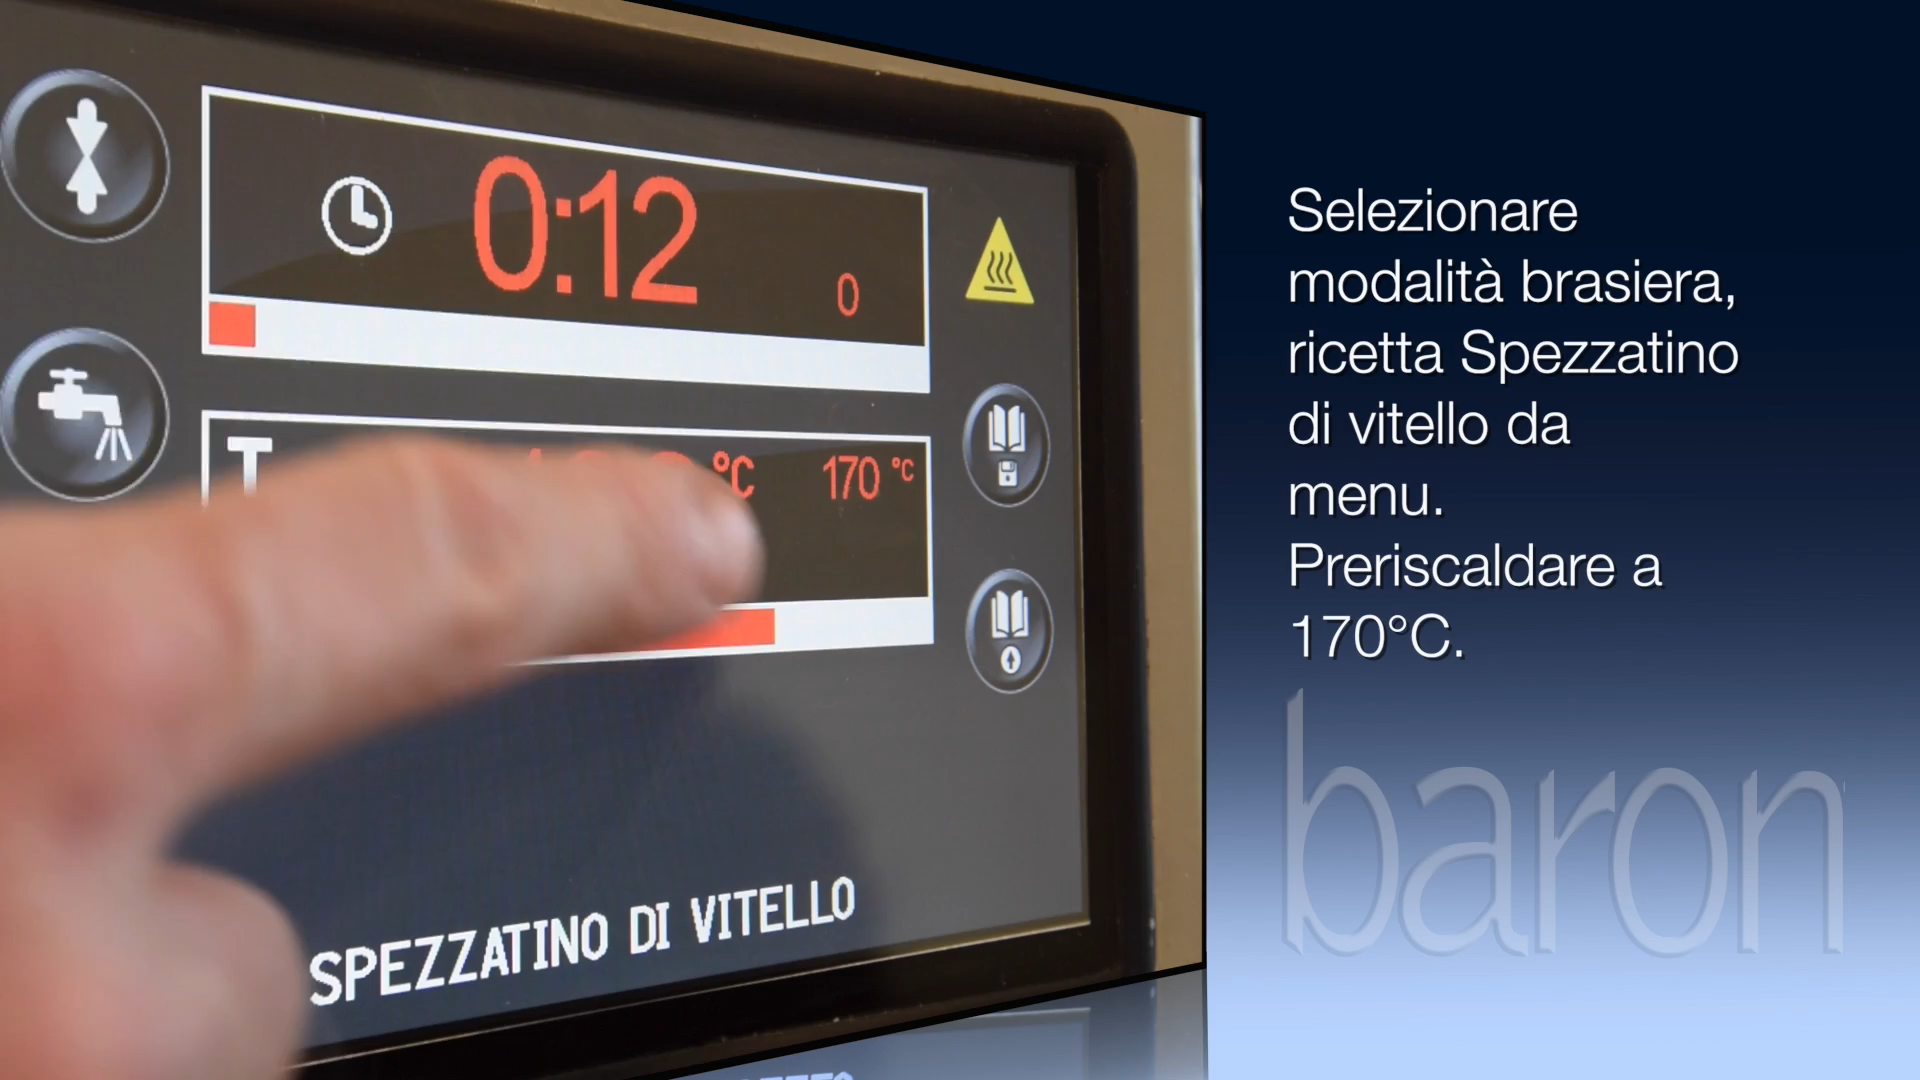 0:12
0
T
°C 170 °C
SPEZZATINO DI VITELLO
Selezionare
modalità brasiera,
ricetta Spezzatino
di vitello da
menu.
Preriscaldare a
170°C.
baron